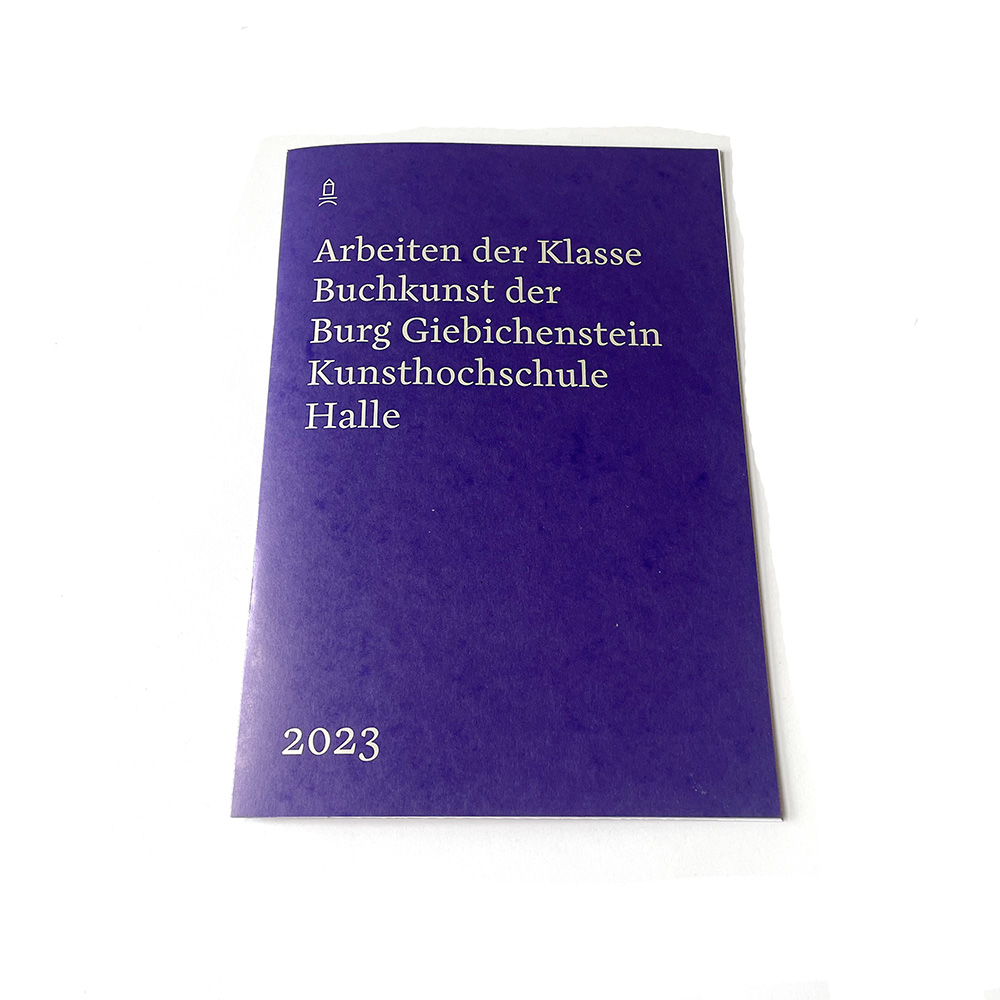 Arbeiten der Klasse
Buchkunst der
Burg Giebichenstein
Kunsthochschule
Halle
2023